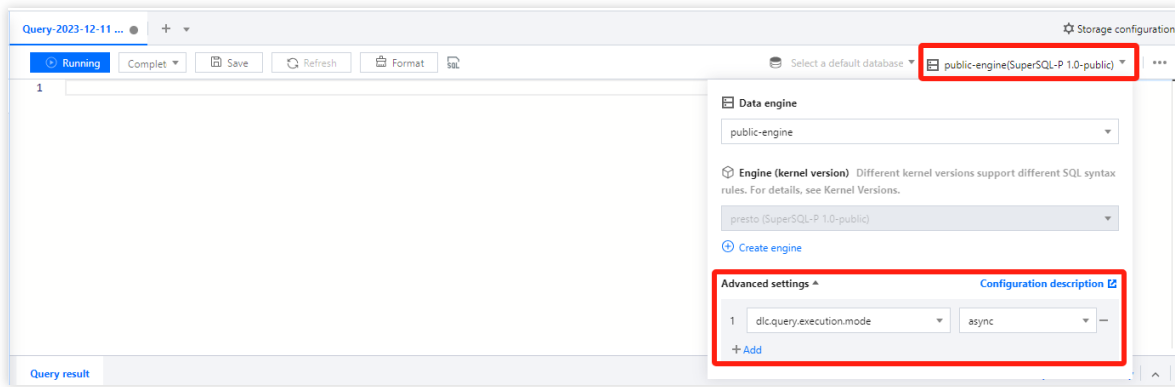 Query-2023-12-11 ...
Storage configuration
Running Complet Save Refresh Format SQL Select a default database public-engine(SuperSQL-P 1.0-public)
1
Data engine
public-engine
Engine (kernel version) Different kernel versions support different SQL syntax
rules. For details, see Kernel Versions.
presto (SuperSQL-P 1.0-public)
Create engine
Advanced settings Configuration description
1 dlc.query.execution.mode async
+ Add
Query result